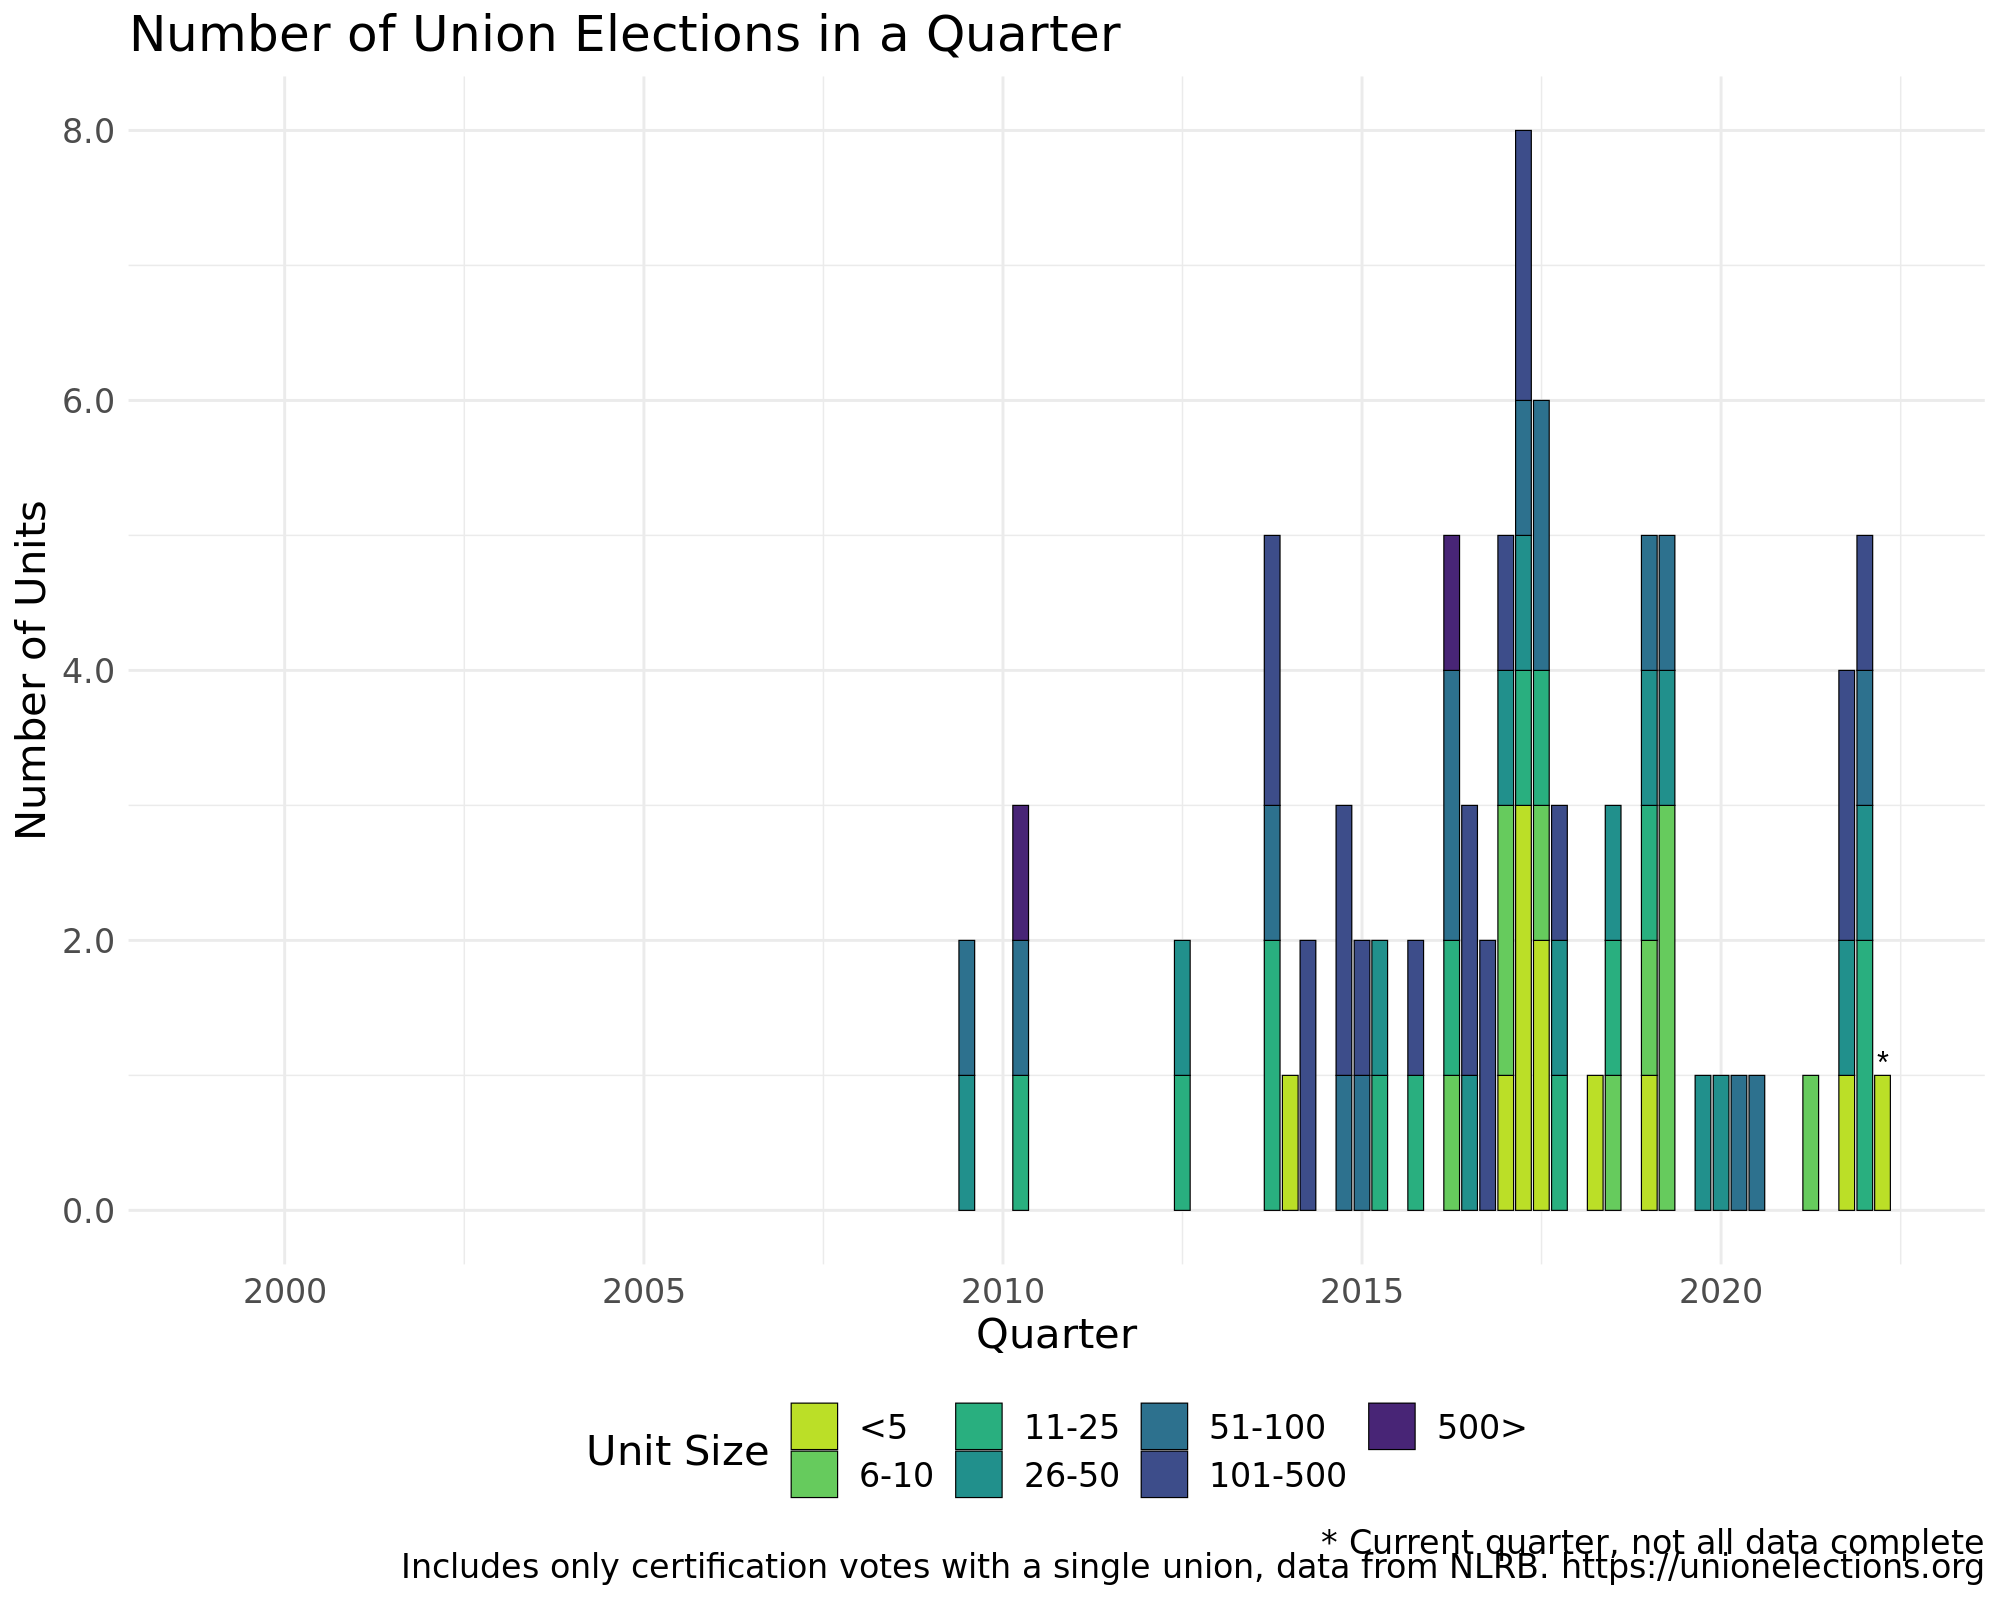 Number of Union Elections in a Quarter
8.0
6.0
4.0
2.0
0.0
Number of Units
*
2000 2005 2010 2015 2020
Quarter
Unit Size
<5 11-25 51-100 500>
6-10 26-50 101-500
* Current quarter, not all data complete
Includes only certification votes with a single union, data from NLRB. https://unionelections.org